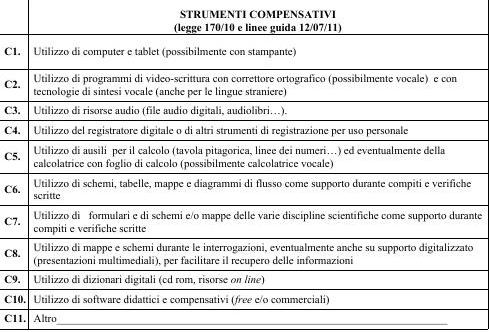 STRUMENTI COMPENSATIVI
(legge 170/10 e linee guida 12/07/11)
C1. Utilizzo di computer e tablet (possibilmente con stampante)
C2. Utilizzo di programmi di video-scrittura con correttore ortografico (possibilmente vocale) e con
tecnologie di sintesi vocale (anche per le lingue straniere)
C3. Utilizzo di risorse audio (file audio digitali, audiolibri…).
C4. Utilizzo del registratore digitale o di altri strumenti di registrazione per uso personale
C5. Utilizzo di ausili per il calcolo (tavola pitagorica, linee dei numeri…) ed eventualmente della
calcolatrice con foglio di calcolo (possibilmente calcolatrice vocale)
C6. Utilizzo di schemi, tabelle, mappe e diagrammi di flusso come supporto durante compiti e verifiche
scritte
C7. Utilizzo di formulari e di schemi e/o mappe delle varie discipline scientifiche come supporto durante
compiti e verifiche scritte
C8. Utilizzo di mappe e schemi durante le interrogazioni, eventualmente anche su supporto digitalizzato
(presentazioni multimediali), per facilitare il recupero delle informazioni
C9. Utilizzo di dizionari digitali (cd rom, risorse on line)
C10. Utilizzo di software didattici e compensativi (free e/o commerciali)
C11. Altro____________________________________________